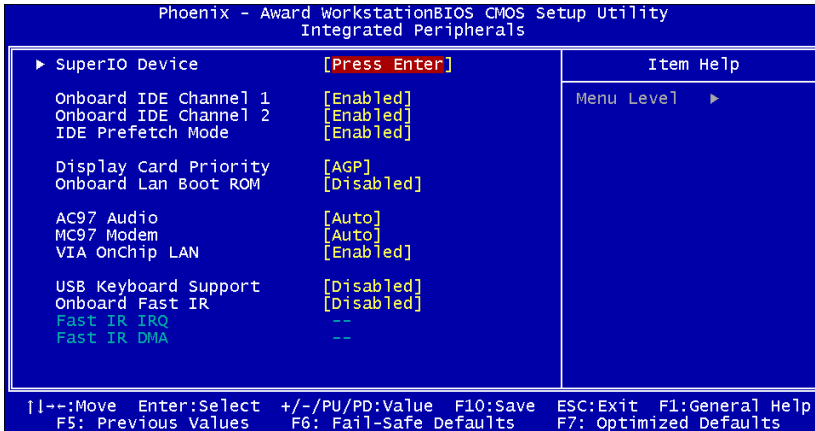 Phoenix - Award WorkstationBIOS CMOS Setup Utility
Integrated Peripherals
▶ SuperIO Device [Press Enter]
Item Help
Onboard IDE Channel 1 [Enabled]
Menu Level ▶
Onboard IDE Channel 2 [Enabled]
IDE Prefetch Mode [Enabled]
Display Card Priority [AGP]
Onboard Lan Boot ROM [Disabled]
AC97 Audio [Auto]
MC97 Modem [Auto]
VIA OnChip LAN [Enabled]
USB Keyboard Support [Disabled]
Onboard Fast IR [Disabled]
Fast IR IRQ --
Fast IR DMA --
↑↓→←:Move Enter:Select +/-/PU/PD:Value F10:Save ESC:Exit F1:General Help
F5: Previous Values F6: Fail-Safe Defaults F7: Optimized Defaults